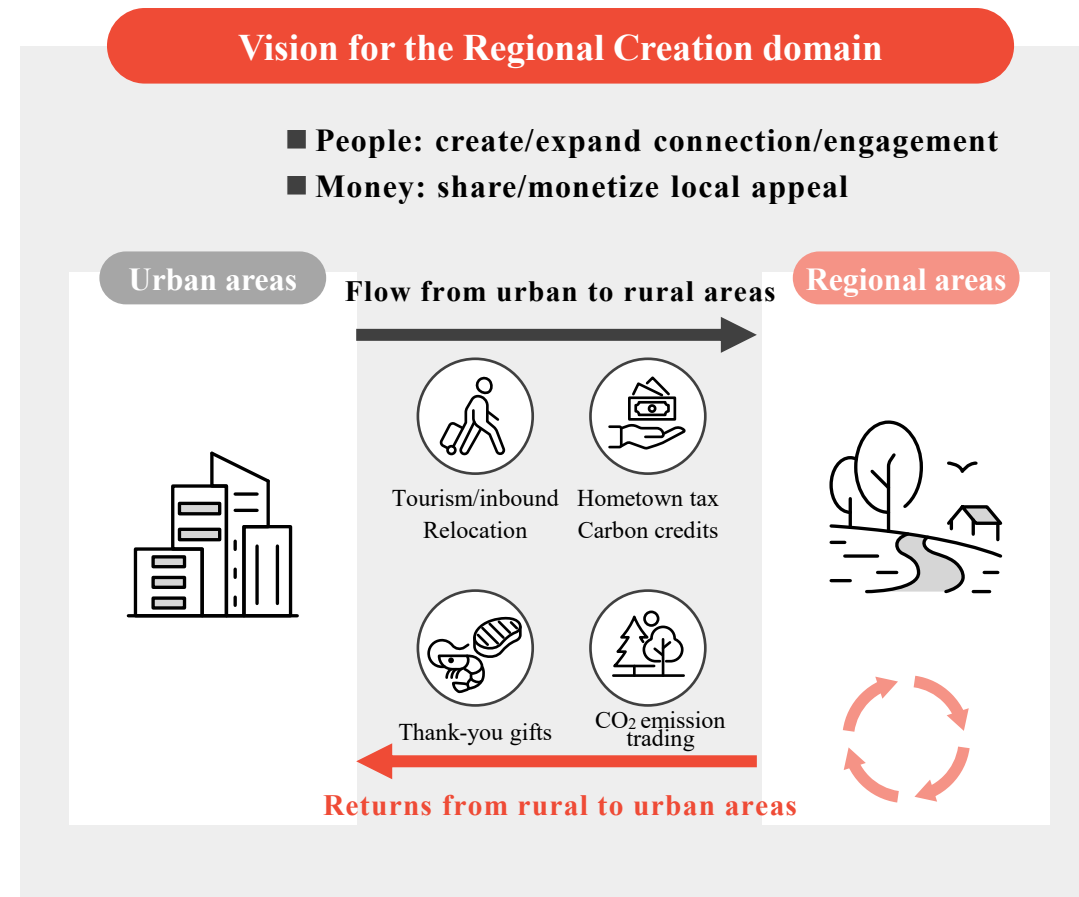 Vision for the Regional Creation domain
■ People: create/expand connection/engagement
■ Money: share/monetize local appeal
Urban areas
Regional areas
Flow from urban to rural areas
Tourism/inbound
Relocation
Hometown tax
Carbon credits
Thank-you gifts
CO₂ emission
trading
Returns from rural to urban areas